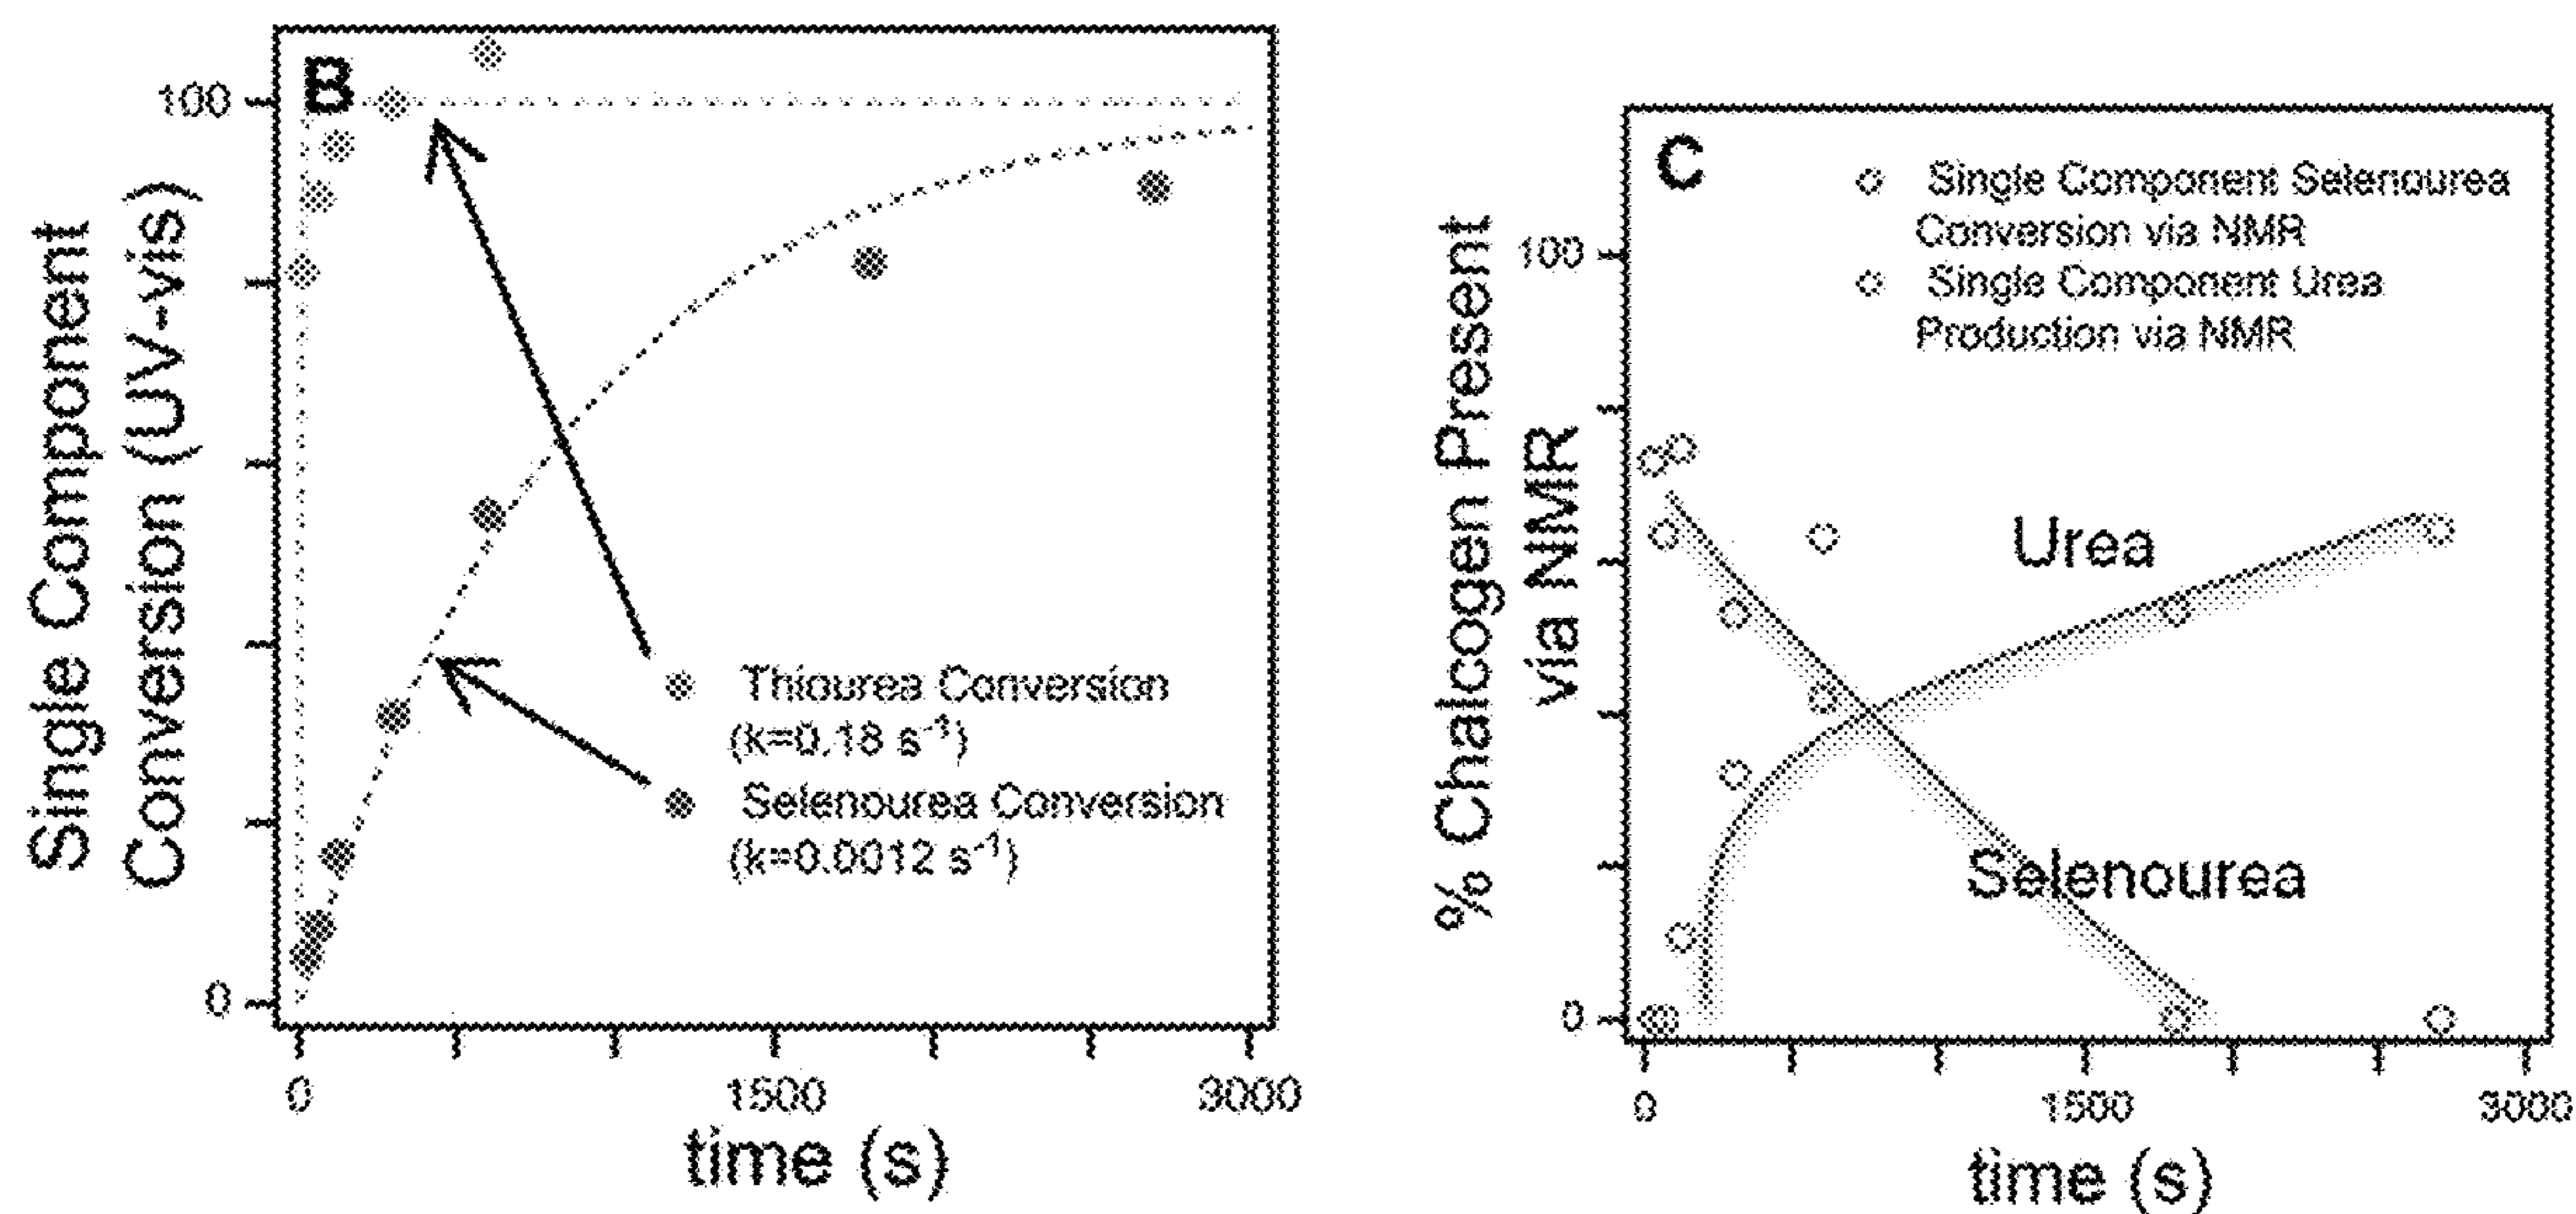 B
100
0
Single Component
Conversion (UV-vis)
Thiourea Conversion
(k=0.18 s⁻¹)
Selenourea Conversion
(k=0.0012 s⁻¹)
0 1500 3000
time (s)
C
Single Component Selenourea
Conversion via NMR
Single Component Urea
Production via NMR
100
0
% Chalcogen Present
via NMR
Urea
Selenourea
0 1500 3000
time (s)